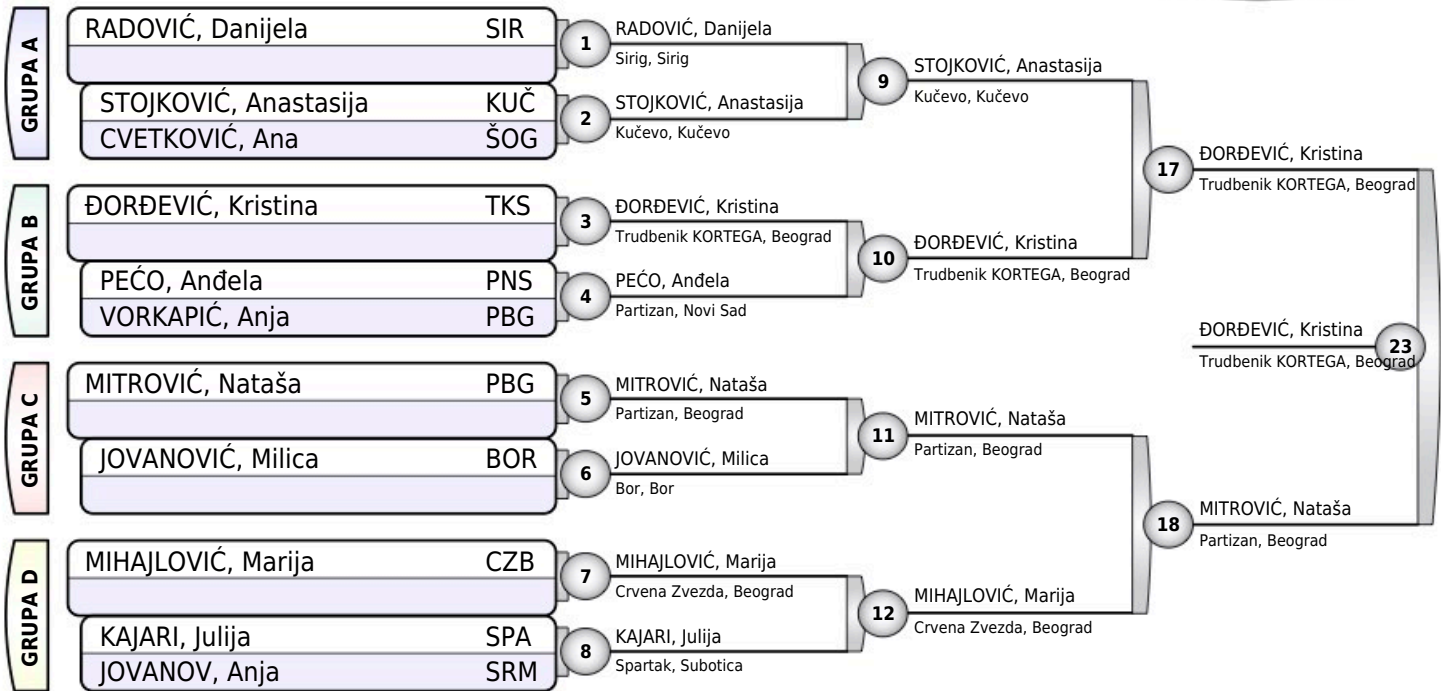 GRUPA A
RADOVIĆ, Danijela SIR
STOJKOVIĆ, Anastasija KUČ
CVETKOVIĆ, Ana ŠOG
GRUPA B
ĐORĐEVIĆ, Kristina TKS
PEĆO, Anđela PNS
VORKAPIĆ, Anja PBG
GRUPA C
MITROVIĆ, Nataša PBG
JOVANOVIĆ, Milica BOR
GRUPA D
MIHAJLOVIĆ, Marija CZB
KAJARI, Julija SPA
JOVANOV, Anja SRM
1 RADOVIĆ, Danijela
Sirig, Sirig
2 STOJKOVIĆ, Anastasija
Kučevo, Kučevo
3 ĐORĐEVIĆ, Kristina
Trudbenik KORTEGA, Beograd
4 PEĆO, Anđela
Partizan, Novi Sad
5 MITROVIĆ, Nataša
Partizan, Beograd
6 JOVANOVIĆ, Milica
Bor, Bor
7 MIHAJLOVIĆ, Marija
Crvena Zvezda, Beograd
8 KAJARI, Julija
Spartak, Subotica
9 STOJKOVIĆ, Anastasija
Kučevo, Kučevo
10 ĐORĐEVIĆ, Kristina
Trudbenik KORTEGA, Beograd
11 MITROVIĆ, Nataša
Partizan, Beograd
12 MIHAJLOVIĆ, Marija
Crvena Zvezda, Beograd
17 ĐORĐEVIĆ, Kristina
Trudbenik KORTEGA, Beograd
18 MITROVIĆ, Nataša
Partizan, Beograd
ĐORĐEVIĆ, Kristina 23
Trudbenik KORTEGA, Beograd